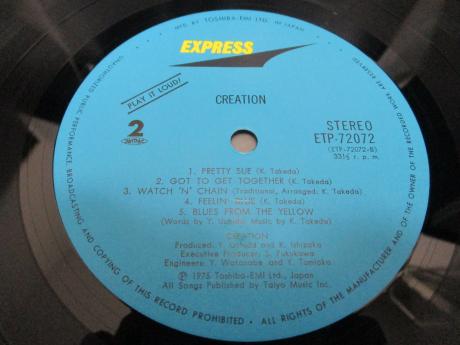 MFG. BY TOSHIBA-EMI LTD. IN JAPAN
EXPRESS
PLAY IT LOUD!
CREATION
2
STEREO
ETP-72072
(ETP-72072-B)
33⅓ r. p. m.
1. PRETTY SUE (K. Takeda)
2. GOT TO GET TOGETHER (K. Takeda)
3. WATCH 'N' CHAIN (Traditional, Arranged: K. Takeda)
4. FEELIN' BLUE (K. Takeda)
5. BLUES FROM THE YELLOW
(Words by Y. Uchida Music by K. Takeda)
CREATION
Produced: Y. Uchida and K. Ishizaka
Executive Producer: S. Fukukawa
Engineers: Y. Watanabe and Y. Tomioka
Ⓟ 1975 Toshiba-EMI Ltd., Japan
All Songs Published by Taiyo Music Inc.
ALL RIGHTS OF THE MANUFACTURER AND OF THE OWNER OF THE RECORDED WORK ARE RESERVED
UNAUTHORIZED PUBLIC PERFORMANCE, BROADCASTING AND COPYING OF THIS RECORD PROHIBITED